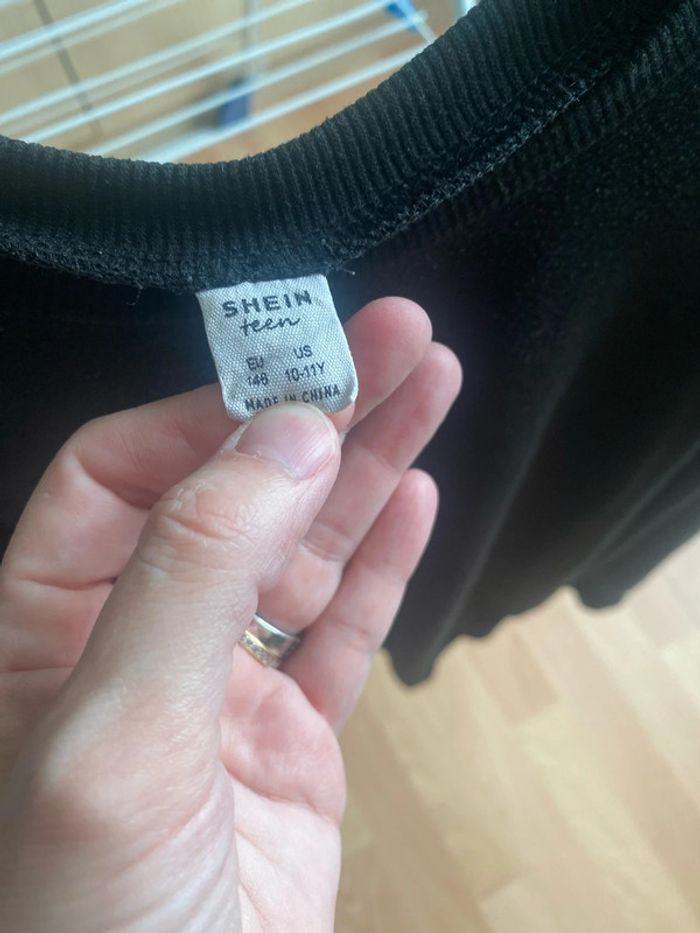 SHEIN
teen
EU US
146 10-11Y
MADE IN CHINA